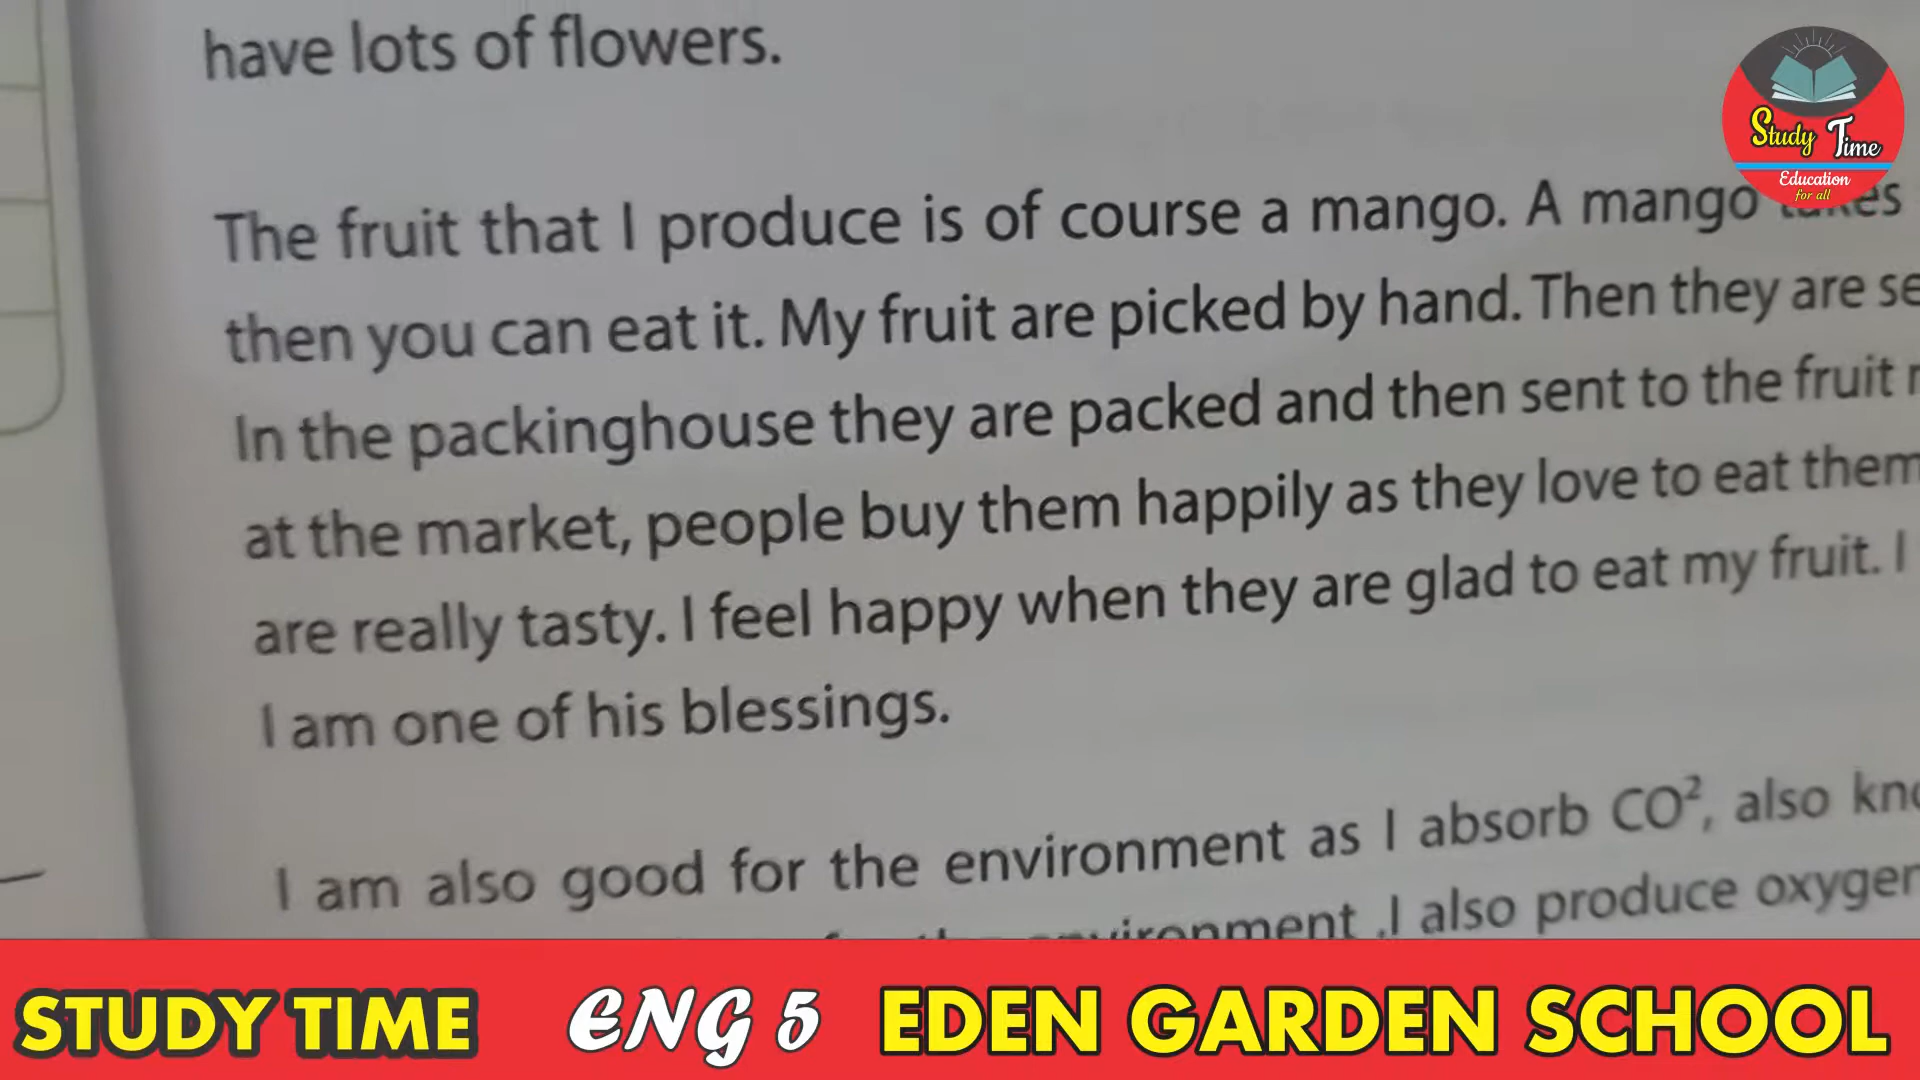 have lots of flowers.
Study Time
Education
for all
The fruit that I produce is of course a mango. A mango
then you can eat it. My fruit are picked by hand. Then they are
In the packinghouse they are packed and then sent to the fruit
at the market, people buy them happily as they love to eat them
are really tasty. I feel happy when they are glad to eat my fruit. I
I am one of his blessings.
I am also good for the environment as I absorb CO², also
environment .I also produce oxygen
STUDY TIME ENG 5 EDEN GARDEN SCHOOL